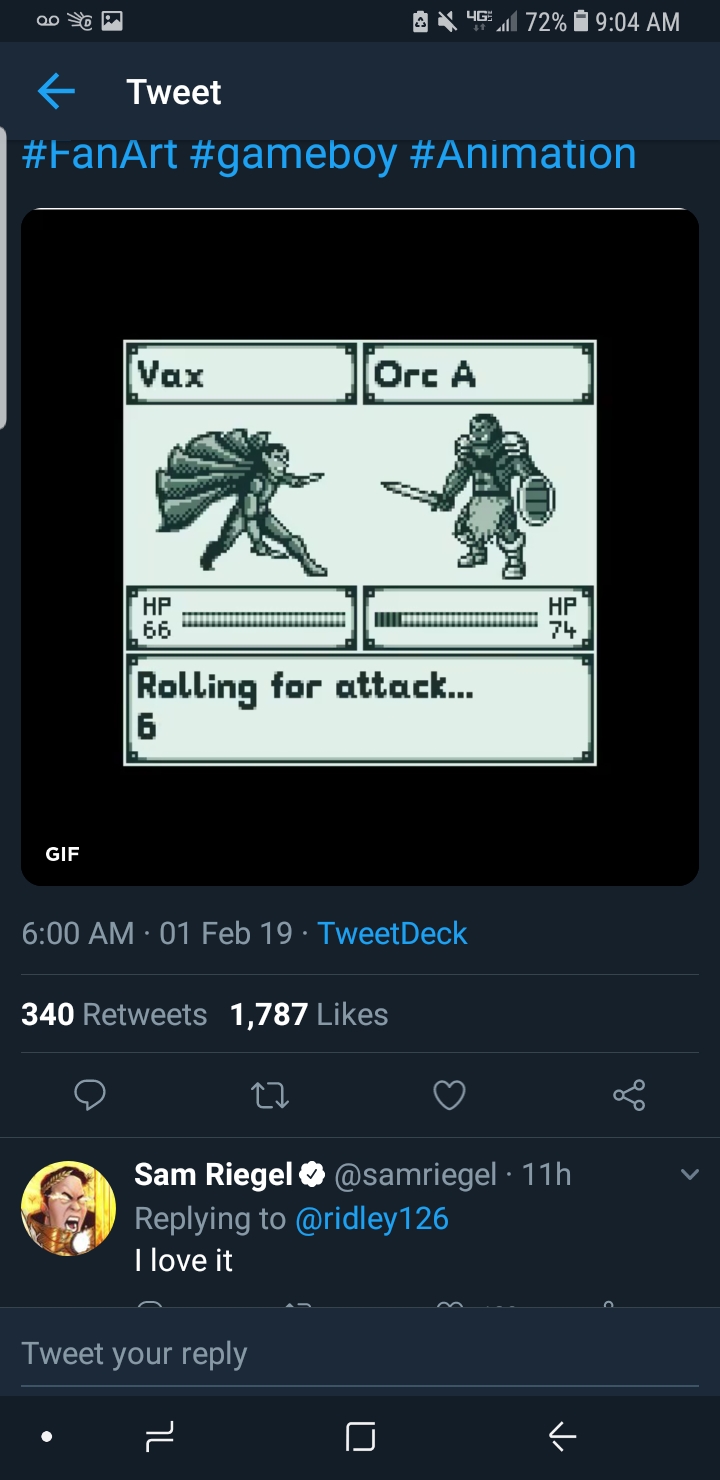 4GE 72% 9:04 AM
Tweet
#FanArt #gameboy #Animation
Vax
Orc A
HP
66
HP
74
Rolling for attack...
6
GIF
6:00 AM · 01 Feb 19 · TweetDeck
340 Retweets 1,787 Likes
Sam Riegel @samriegel · 11h
Replying to @ridley126
I love it
Tweet your reply